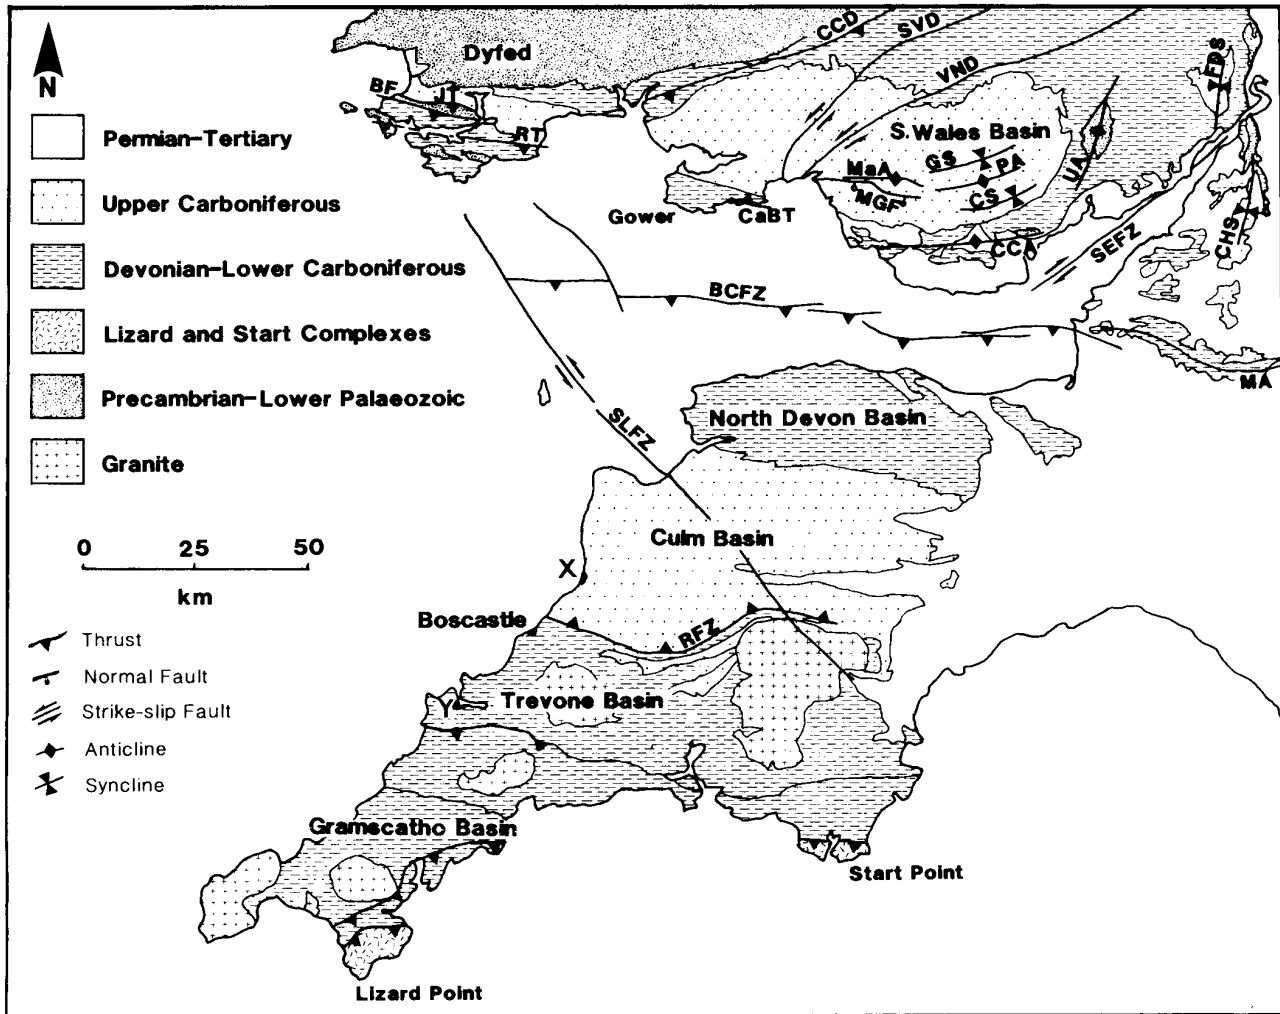 N
Permian–Tertiary
Upper Carboniferous
Devonian–Lower Carboniferous
Lizard and Start Complexes
Precambrian–Lower Palaeozoic
Granite
0 25 50
km
Thrust
Normal Fault
Strike-slip Fault
Anticline
Syncline
Dyfed
CCD
SVD
VND
FDS
BF
JT
RT
S. Wales Basin
GS
PA
UA
MaA
MGF
CS
Gower
CaBT
CCA
SEFZ
CHS
BCFZ
MA
SLFZ
North Devon Basin
Culm Basin
X
Boscastle
RFZ
Y
Trevone Basin
Gramscatho Basin
Start Point
Lizard Point